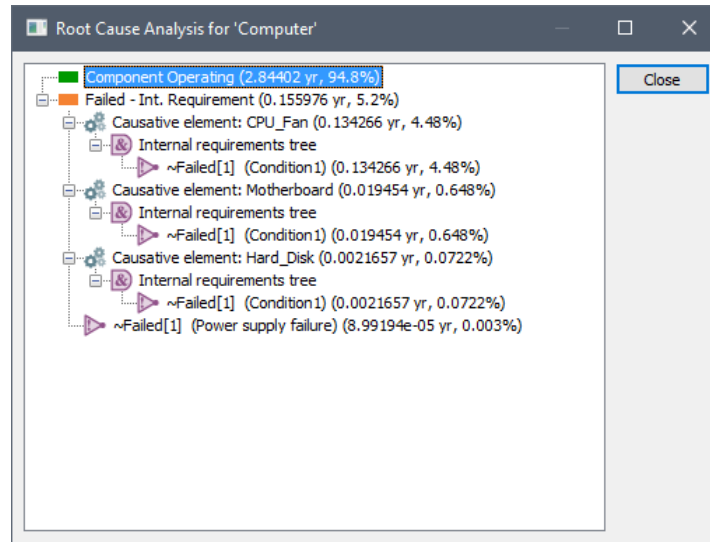 Root Cause Analysis for 'Computer'
Close
Component Operating (2.84402 yr, 94.8%)
Failed - Int. Requirement (0.155976 yr, 5.2%)
Causative element: CPU_Fan (0.134266 yr, 4.48%)
& Internal requirements tree
~Failed[1] (Condition1) (0.134266 yr, 4.48%)
Causative element: Motherboard (0.019454 yr, 0.648%)
& Internal requirements tree
~Failed[1] (Condition1) (0.019454 yr, 0.648%)
Causative element: Hard_Disk (0.0021657 yr, 0.0722%)
& Internal requirements tree
~Failed[1] (Condition1) (0.0021657 yr, 0.0722%)
~Failed[1] (Power supply failure) (8.99194e-05 yr, 0.003%)